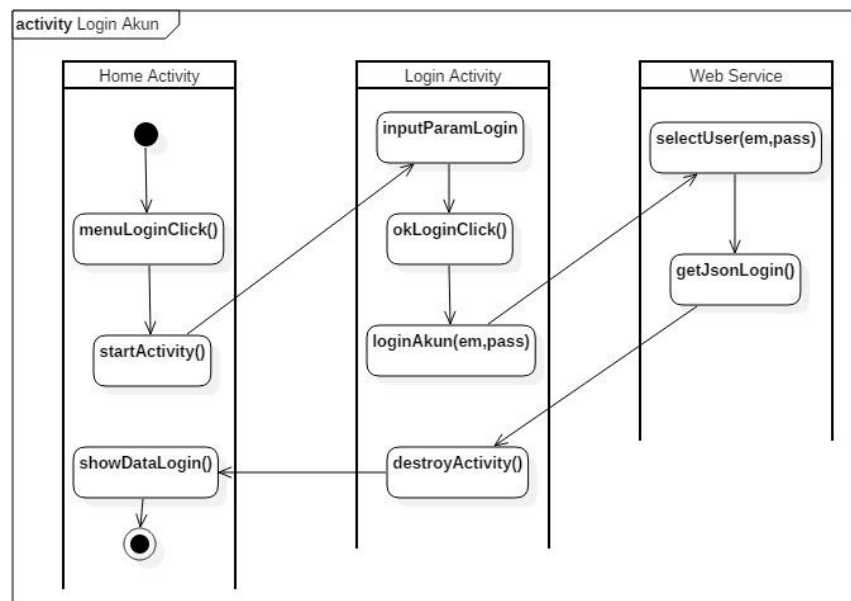 activity Login Akun
Home Activity
Login Activity
Web Service
inputParamLogin
selectUser(em,pass)
menuLoginClick()
okLoginClick()
getJsonLogin()
startActivity()
loginAkun(em,pass)
showDataLogin()
destroyActivity()